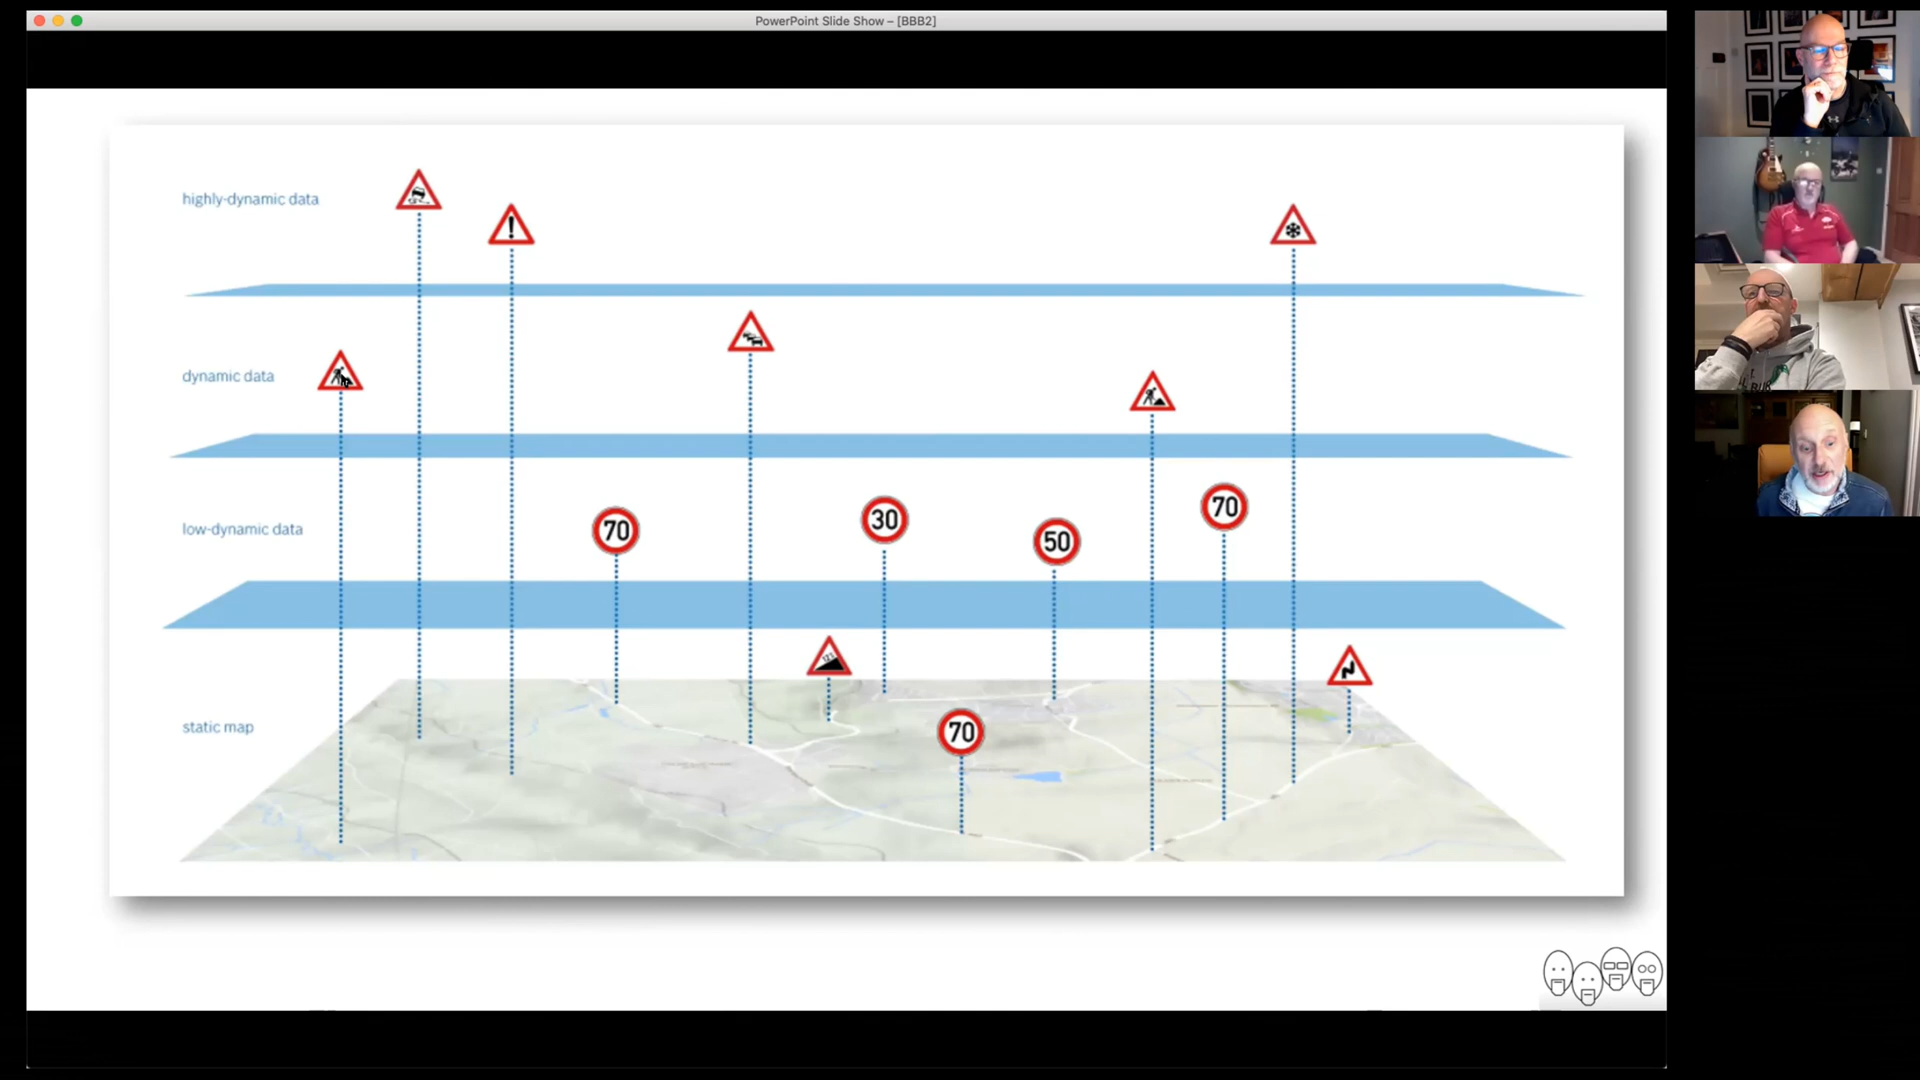 PowerPoint Slide Show – [BBB2]
highly-dynamic data
dynamic data
70
30
50
70
low-dynamic data
12%
static map
70